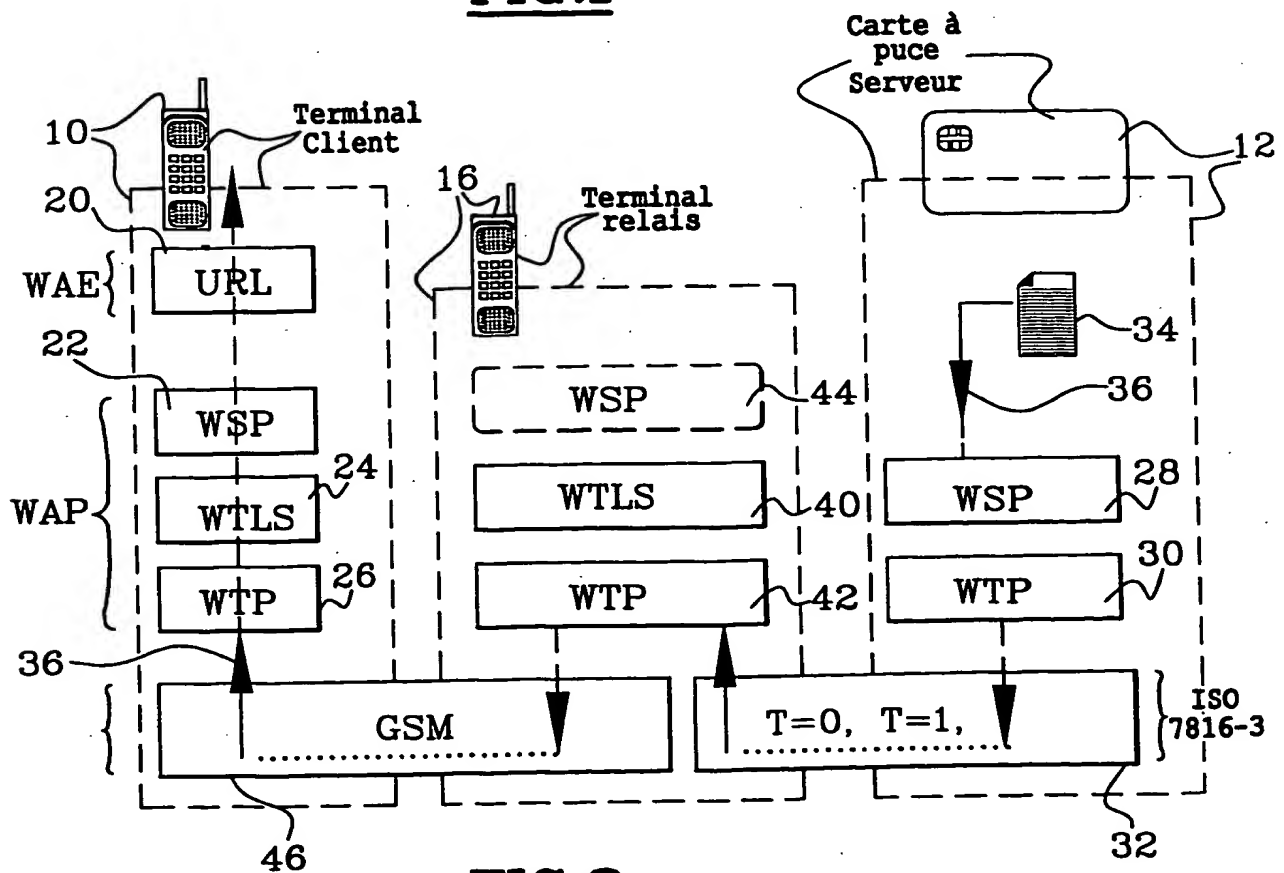 Carte à
puce
Serveur
10
Terminal
Client
12
16
Terminal
relais
20
WAE
URL
34
22
WSP
WSP
44
36
WAP
24
WTLS
WTLS
40
WSP
28
26
WTP
WTP
42
WTP
30
36
GSM
T=0, T=1,
ISO
7816-3
46
32